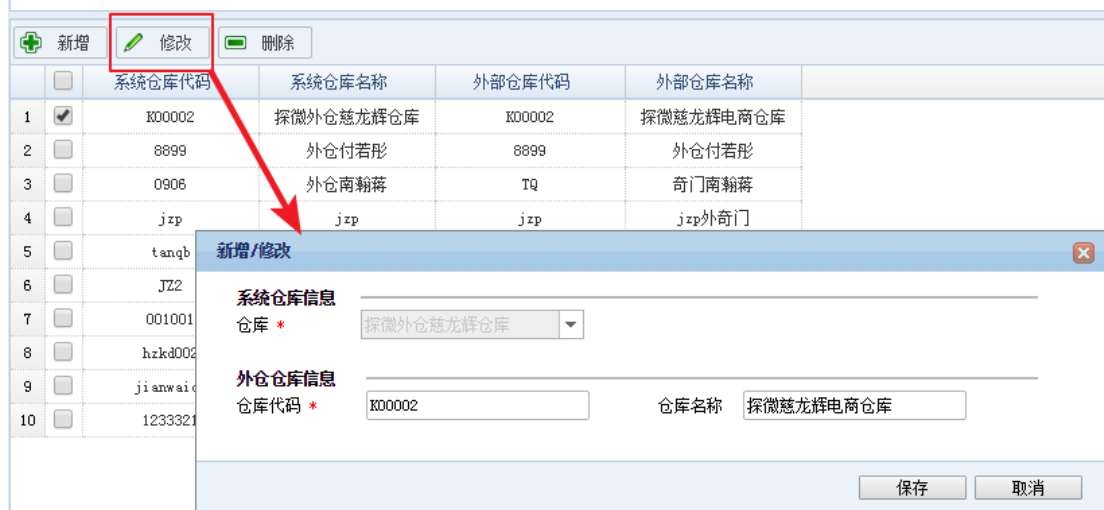 新增 修改 删除
系统仓库代码 系统仓库名称 外部仓库代码 外部仓库名称
1 K00002 探微外仓慈龙辉仓库 K00002 探微慈龙辉电商仓库
2 8899 外仓付若彤 8899 外仓付若彤
3 0906 外仓南翰蒋 TQ 奇门南翰蒋
4 jzp jzp jzp jzp外奇门
5 tanqb
6 JZ2
7 001001
8 hzkd002
9 jianwai
10 1233321
新增/修改
系统仓库信息
仓库 * 探微外仓慈龙辉仓库
外仓仓库信息
仓库代码 * K00002 仓库名称 探微慈龙辉电商仓库
保存 取消